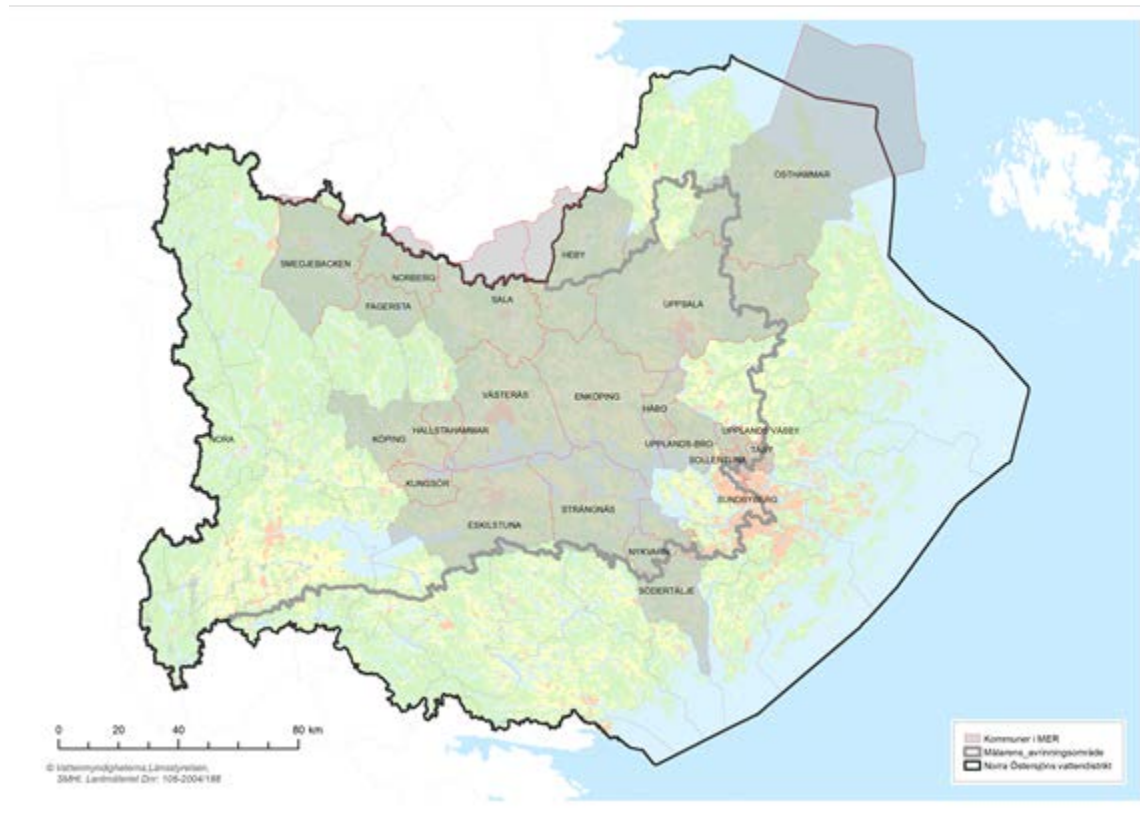 ÖSTHAMMAR
HEBY
SMEDJEBACKEN
NORBERG
SALA
FAGERSTA
UPPSALA
VÄSTERÅS
ENKÖPING
HÅBO
HALLSTAHAMMAR
UPPLANDS VÄSBY
NORA
KÖPING
UPPLANDS-BRO
TÄBY
SOLLENTUNA
KUNGSÖR
SUNDBYBERG
STRÄNGNÄS
ESKILSTUNA
NYKVARN
SÖDERTÄLJE
0 20 40 80 km
© Vattenmyndigheterna, Länsstyrelsen,
SMHI. Lantmäteriet Dnr: 106-2004/188
Kommuner i MER
Mälarens_avrinningsområde
Norra Östersjöns vattendistrikt